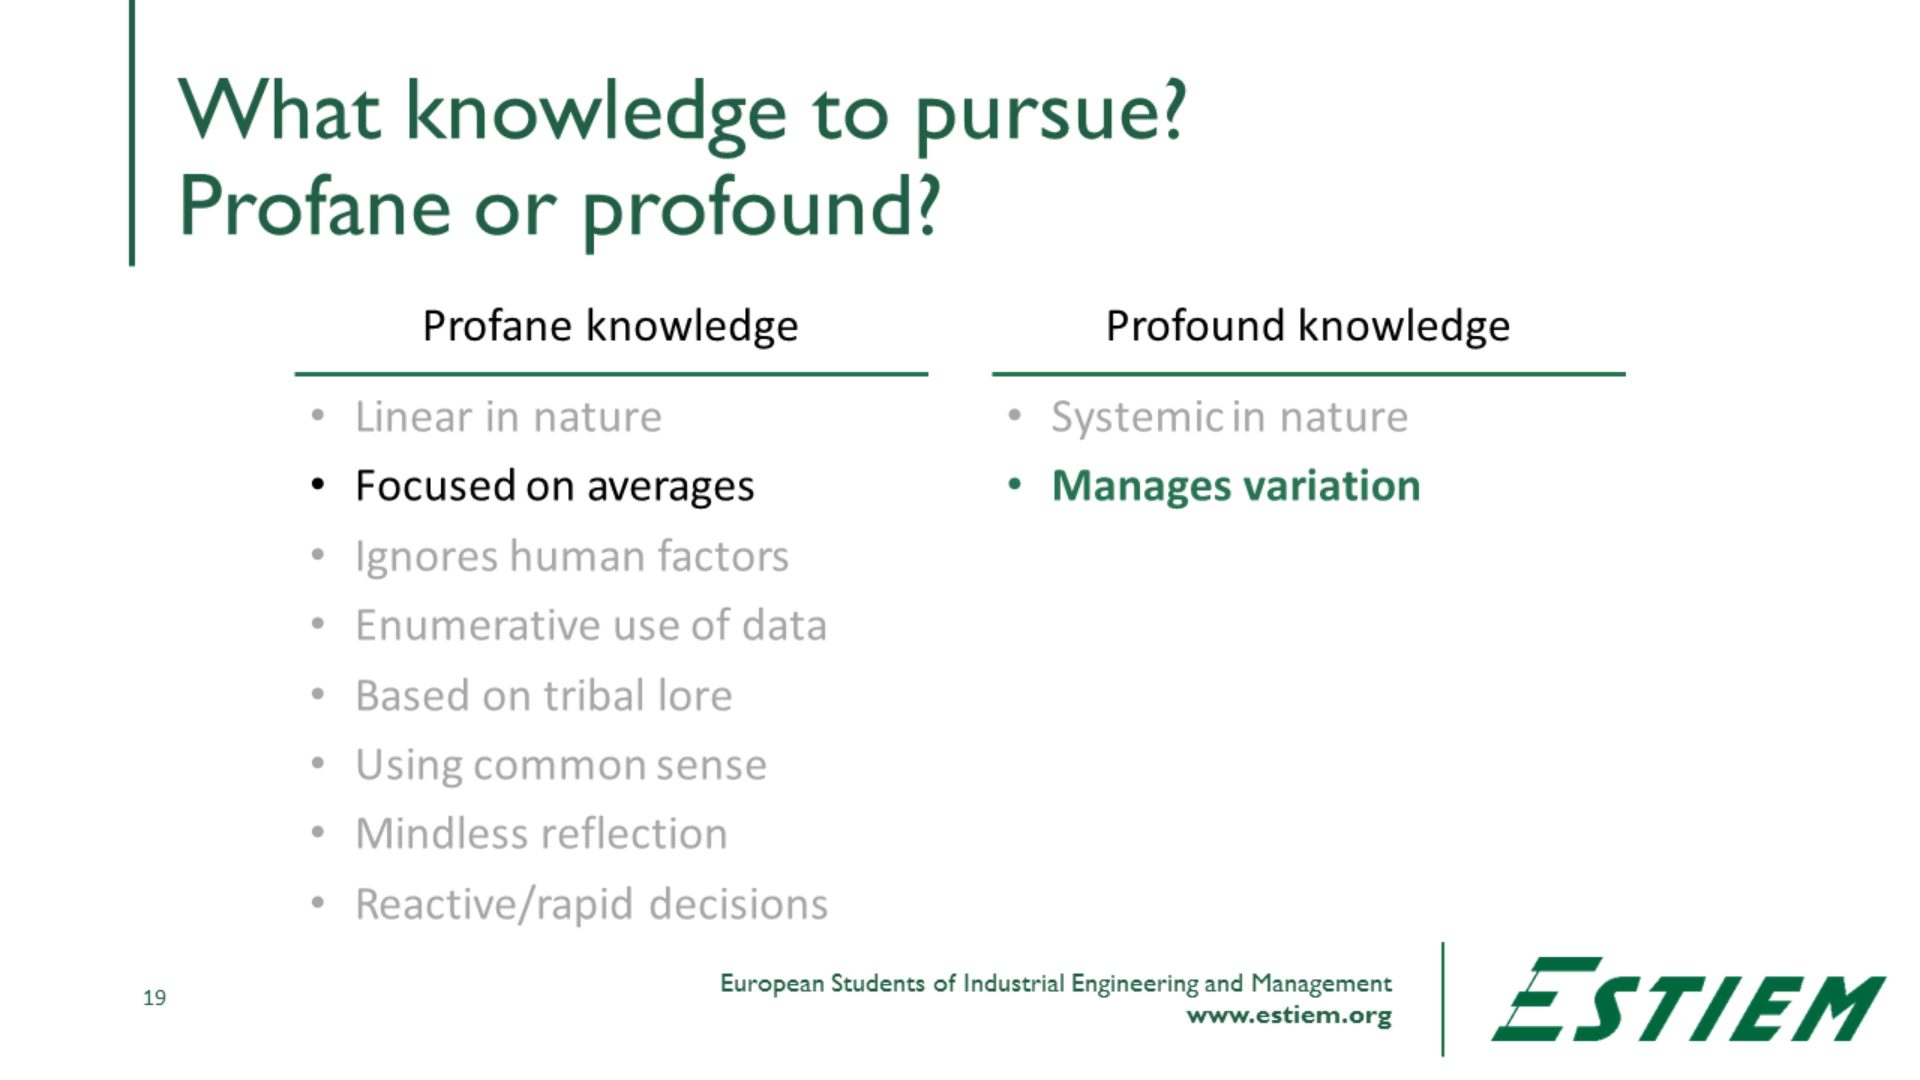 What knowledge to pursue?
Profane or profound?
Profane knowledge
• Linear in nature
• Focused on averages
• Ignores human factors
• Enumerative use of data
• Based on tribal lore
• Using common sense
• Mindless reflection
• Reactive/rapid decisions
Profound knowledge
• Systemic in nature
• Manages variation
19
European Students of Industrial Engineering and Management
www.estiem.org
ESTIEM